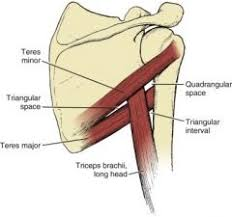 Teres
minor
Triangular
space
Teres major
Triceps brachii,
long head
Quadrangular
space
Triangular
interval